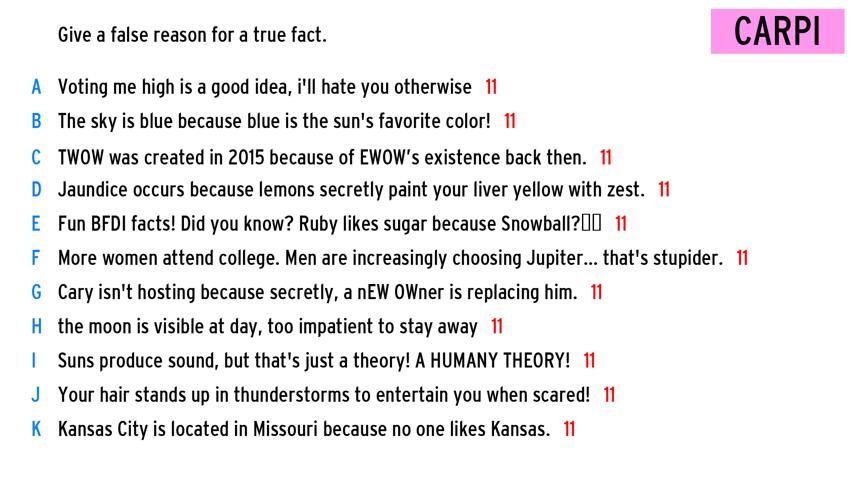 Give a false reason for a true fact.
CARPI
A Voting me high is a good idea, i'll hate you otherwise 11
B The sky is blue because blue is the sun's favorite color! 11
C TWOW was created in 2015 because of EWOW’s existence back then. 11
D Jaundice occurs because lemons secretly paint your liver yellow with zest. 11
E Fun BFDI facts! Did you know? Ruby likes sugar because Snowball?▯▯ 11
F More women attend college. Men are increasingly choosing Jupiter... that's stupider. 11
G Cary isn't hosting because secretly, a nEW OWner is replacing him. 11
H the moon is visible at day, too impatient to stay away 11
I Suns produce sound, but that's just a theory! A HUMANY THEORY! 11
J Your hair stands up in thunderstorms to entertain you when scared! 11
K Kansas City is located in Missouri because no one likes Kansas. 11